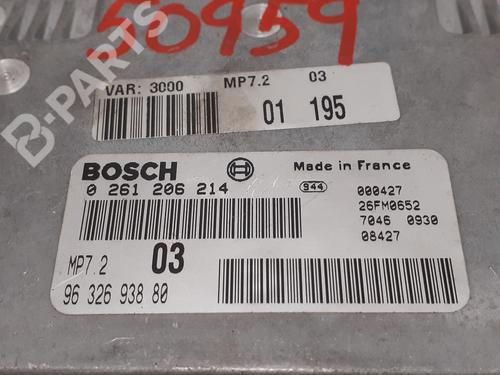 50959
B-PARTS
VAR: 3000 MP7.2 03
01 195
BOSCH
Made in France
0 261 206 214
944
000427
26FM0652
7046 0930
08427
MP7.2 03
96 326 938 80